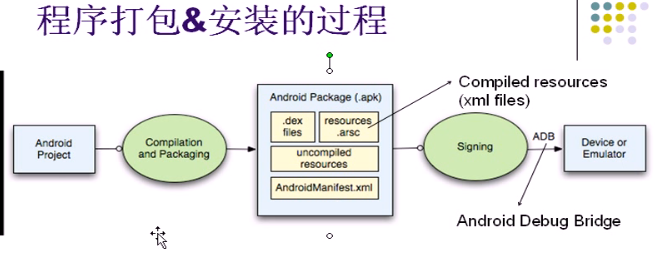 程序打包&安装的过程
Compiled resources
(xml files)
Android
Project
Compilation
and Packaging
Android Package (.apk)
.dex
files
resources
.arsc
uncompiled
resources
AndroidManifest.xml
Signing
ADB
Device or
Emulator
Android Debug Bridge